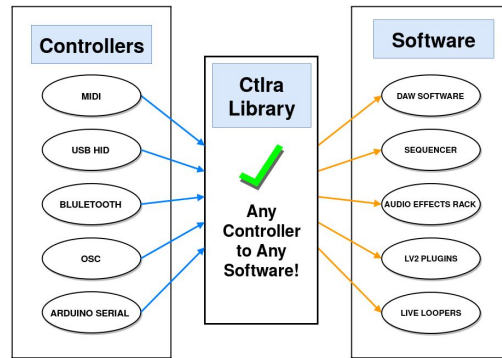 Controllers
MIDI
USB HID
BLULETOOTH
OSC
ARDUINO SERIAL
Ctlra
Library
Any
Controller
to Any
Software!
Software
DAW SOFTWARE
SEQUENCER
AUDIO EFFECTS RACK
LV2 PLUGINS
LIVE LOOPERS